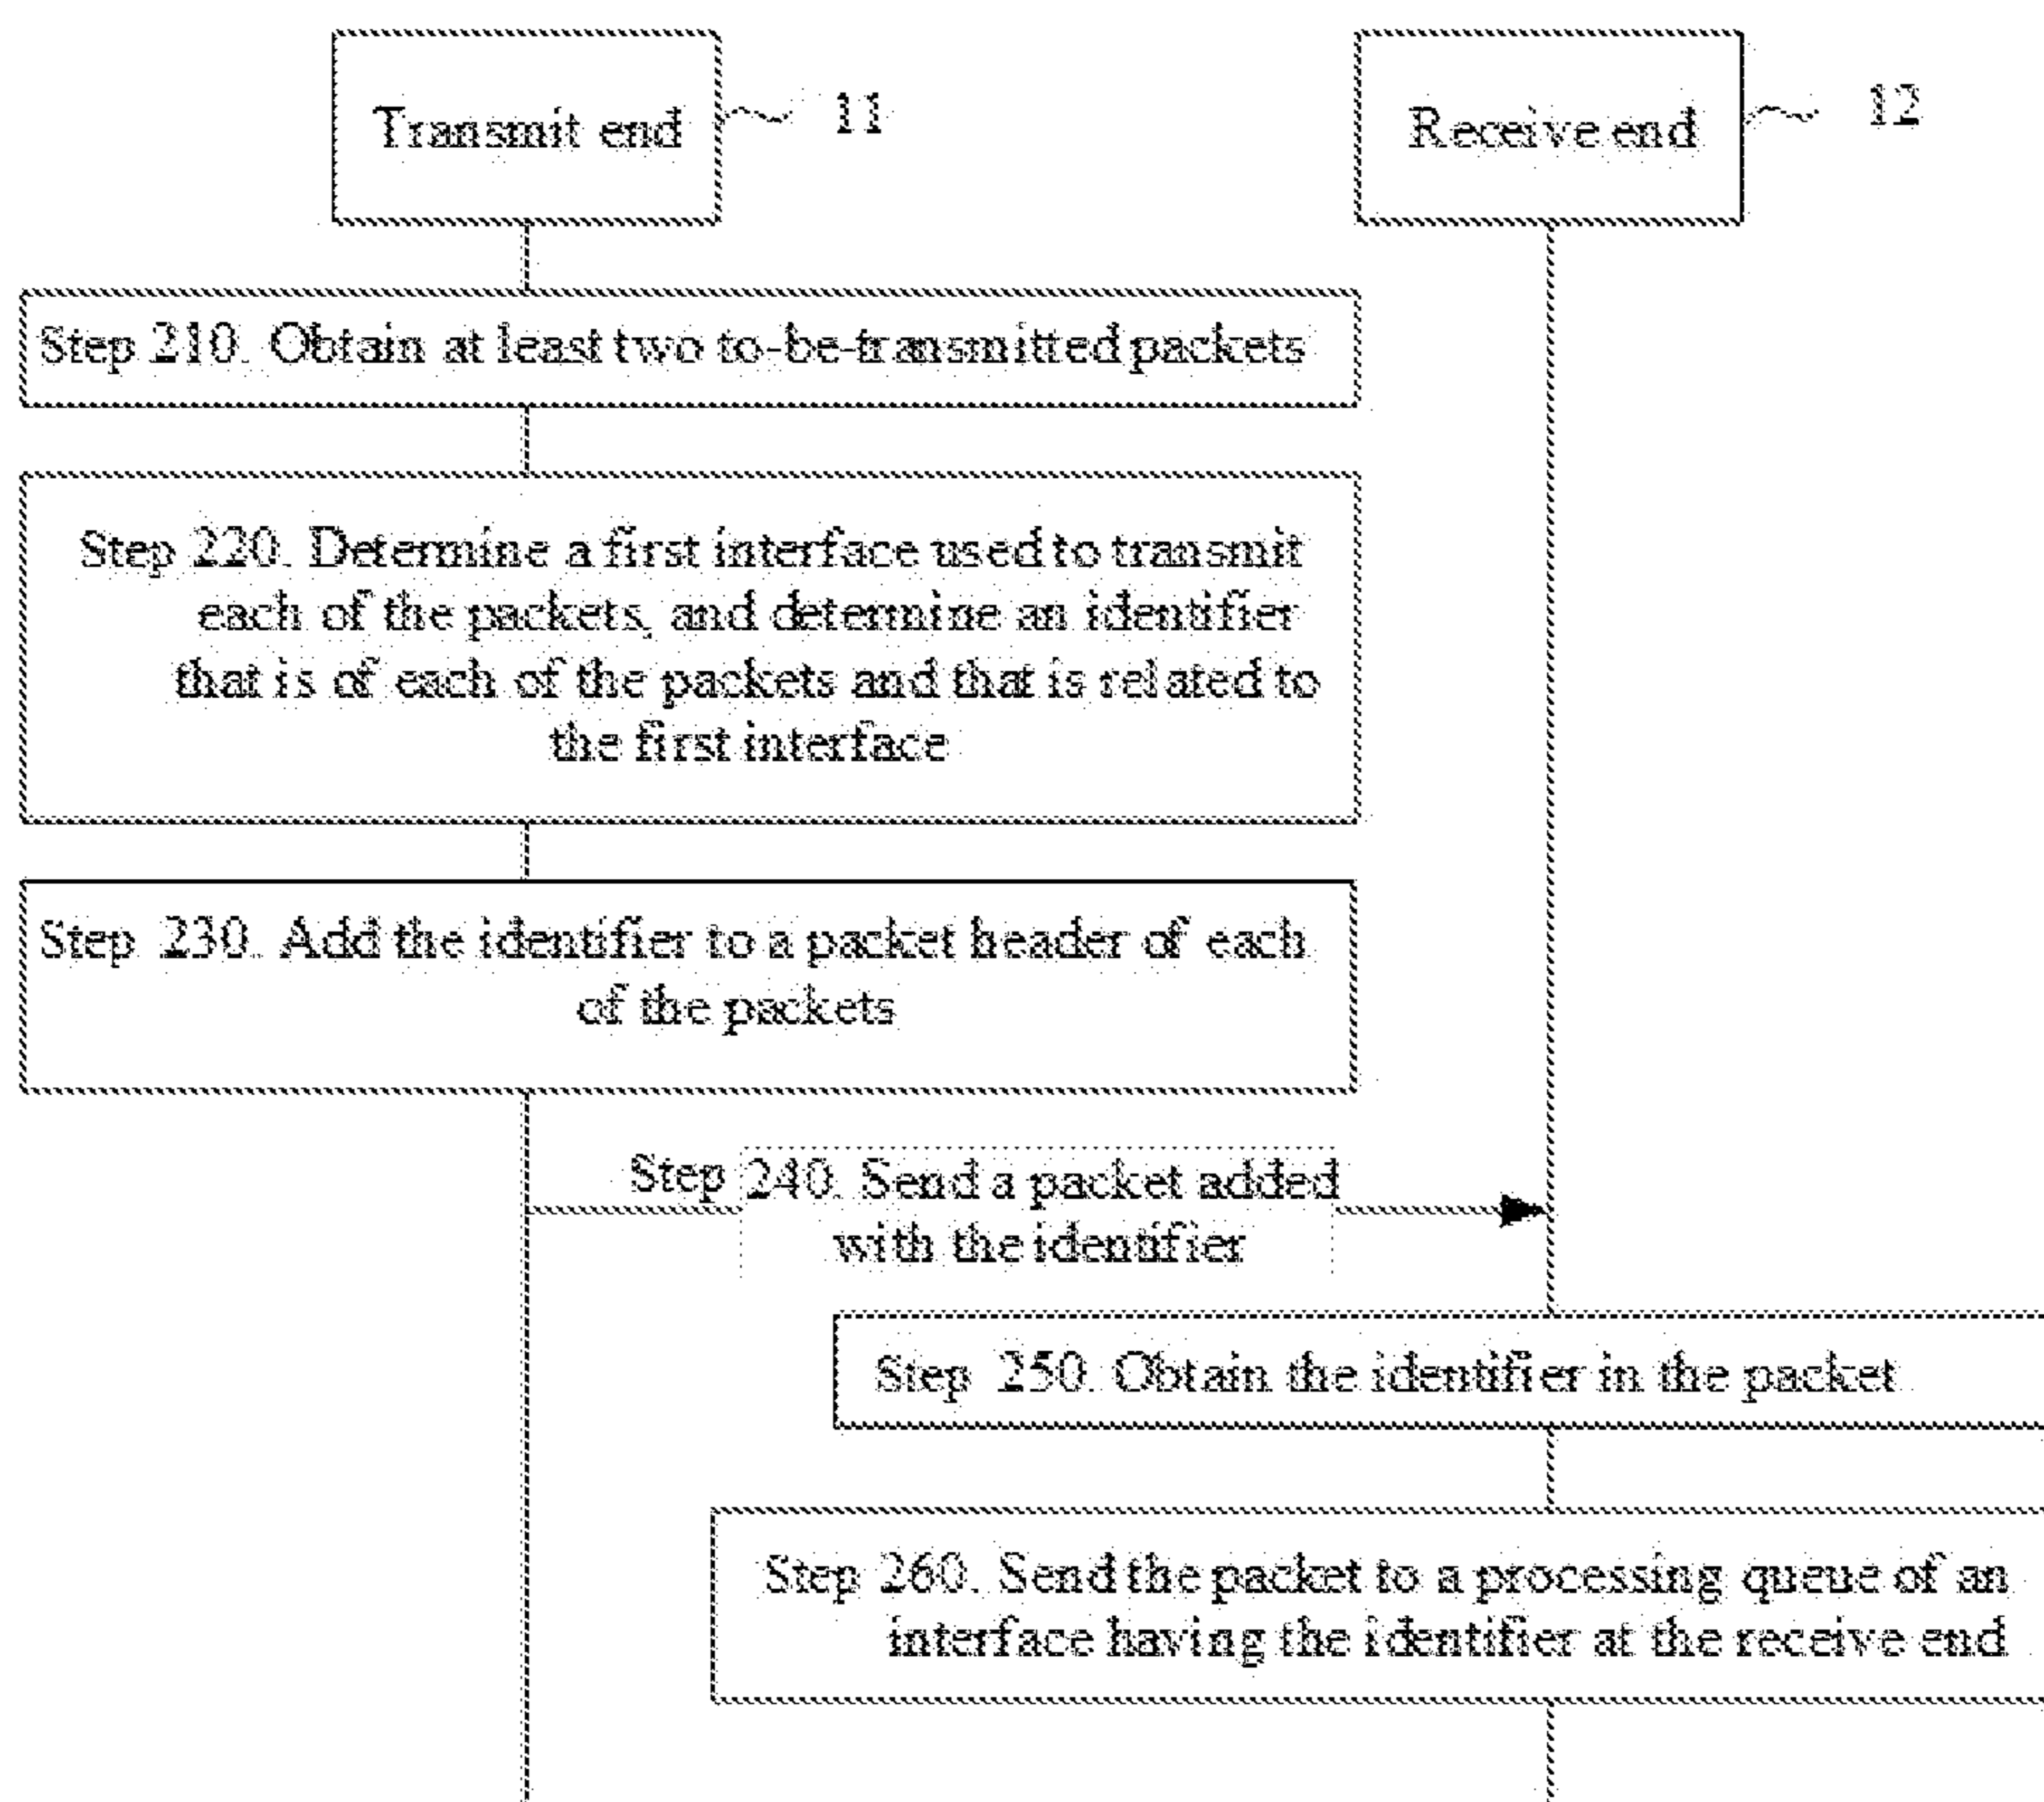 Transmit end
11
Receive end
12
Step 210. Obtain at least two to-be-transmitted packets
Step 220. Determine a first interface used to transmit
each of the packets, and determine an identifier
that is of each of the packets and that is related to
the first interface
Step 230. Add the identifier to a packet header of each
of the packets
Step 240. Send a packet added
with the identifier
Step 250. Obtain the identifier in the packet
Step 260. Send the packet to a processing queue of an
interface having the identifier at the receive end